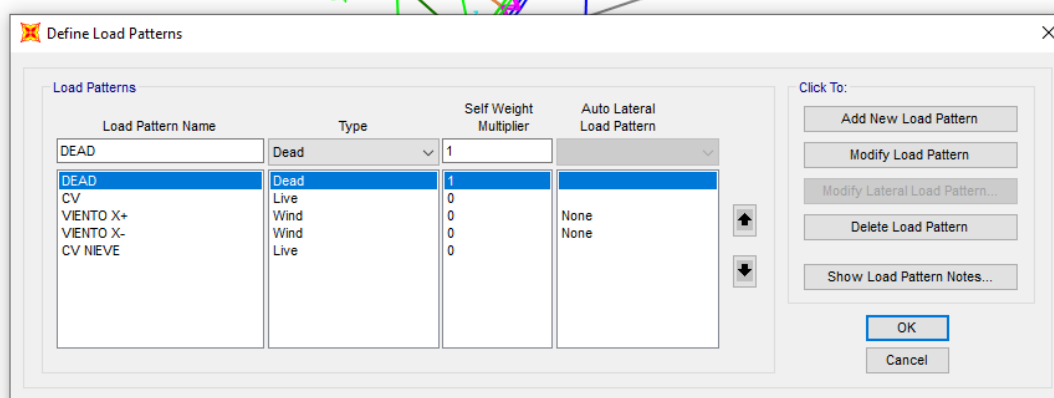 Define Load Patterns
Load Patterns
Click To:
Load Pattern Name Type Self Weight Multiplier Auto Lateral Load Pattern
DEAD Dead 1
DEAD Dead 1
CV Live 0
VIENTO X+ Wind 0 None
VIENTO X- Wind 0 None
CV NIEVE Live 0
Add New Load Pattern
Modify Load Pattern
Modify Lateral Load Pattern...
Delete Load Pattern
Show Load Pattern Notes...
OK
Cancel